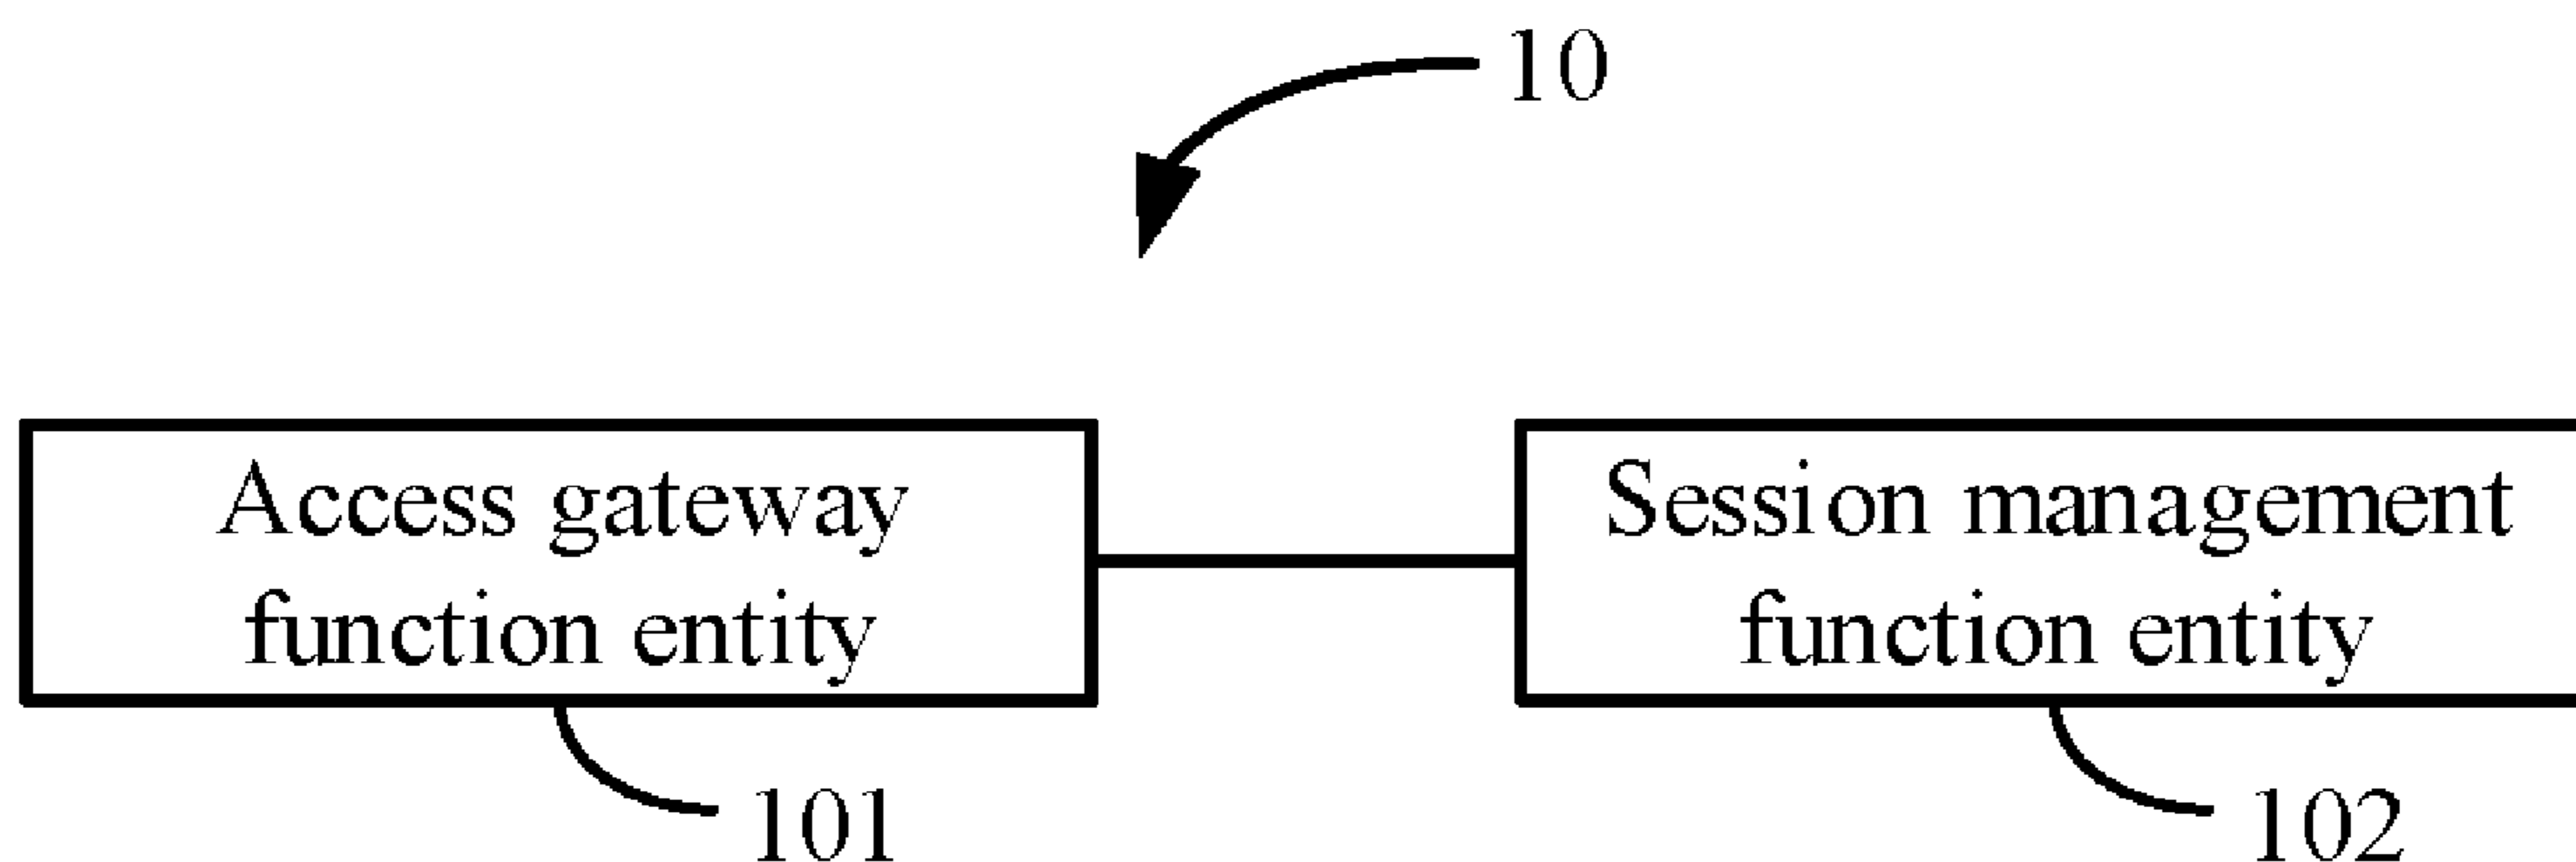 10
Access gateway
function entity
Session management
function entity
101
102